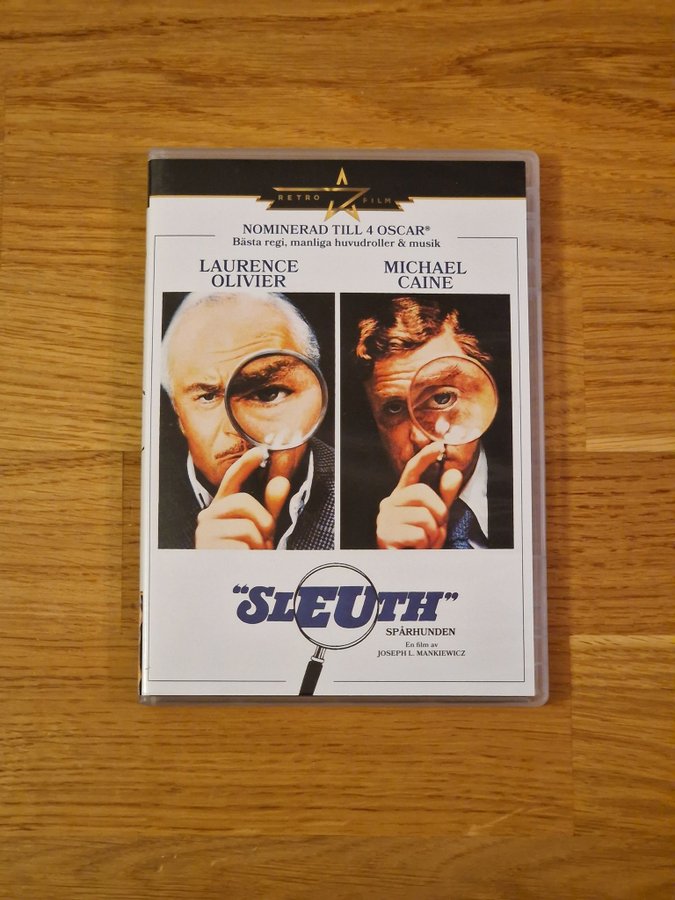 RETRO FILM
NOMINERAD TILL 4 OSCAR®
Bästa regi, manliga huvudroller & musik
LAURENCE
OLIVIER
MICHAEL
CAINE
"SLEUTH"
SPÅRHUNDEN
En film av
JOSEPH L. MANKIEWICZ